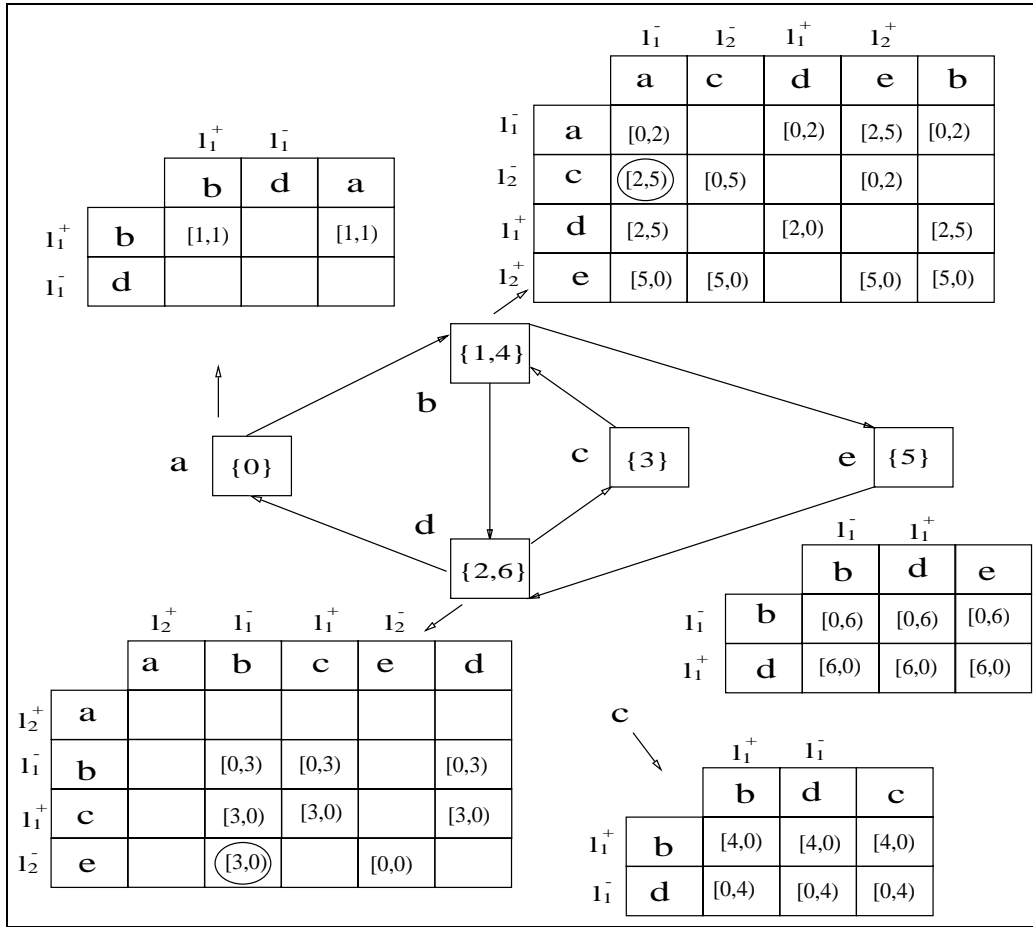 l₁⁻ l₂⁻ l₁⁺ l₂⁺
a c d e b
l₁⁻ a [0,2) [0,2) [2,5) [0,2)
l₂⁻ c [2,5) [0,5) [0,2)
l₁⁺ d [2,5) [2,0) [2,5)
l₂⁺ e [5,0) [5,0) [5,0) [5,0)
l₁⁺ l₁⁻
b d a
l₁⁺ b [1,1) [1,1)
l₁⁻ d
{1,4}
b
a {0}
c {3}
e {5}
d
{2,6}
l₁⁻ l₁⁺
b d e
l₁⁻ b [0,6) [0,6) [0,6)
l₁⁺ d [6,0) [6,0) [6,0)
l₂⁺ l₁⁻ l₁⁺ l₂⁻
a b c e d
l₂⁺ a
l₁⁻ b [0,3) [0,3) [0,3)
l₁⁺ c [3,0) [3,0) [3,0)
l₂⁻ e [3,0) [0,0)
c
l₁⁺ l₁⁻
b d c
l₁⁺ b [4,0) [4,0) [4,0)
l₁⁻ d [0,4) [0,4) [0,4)